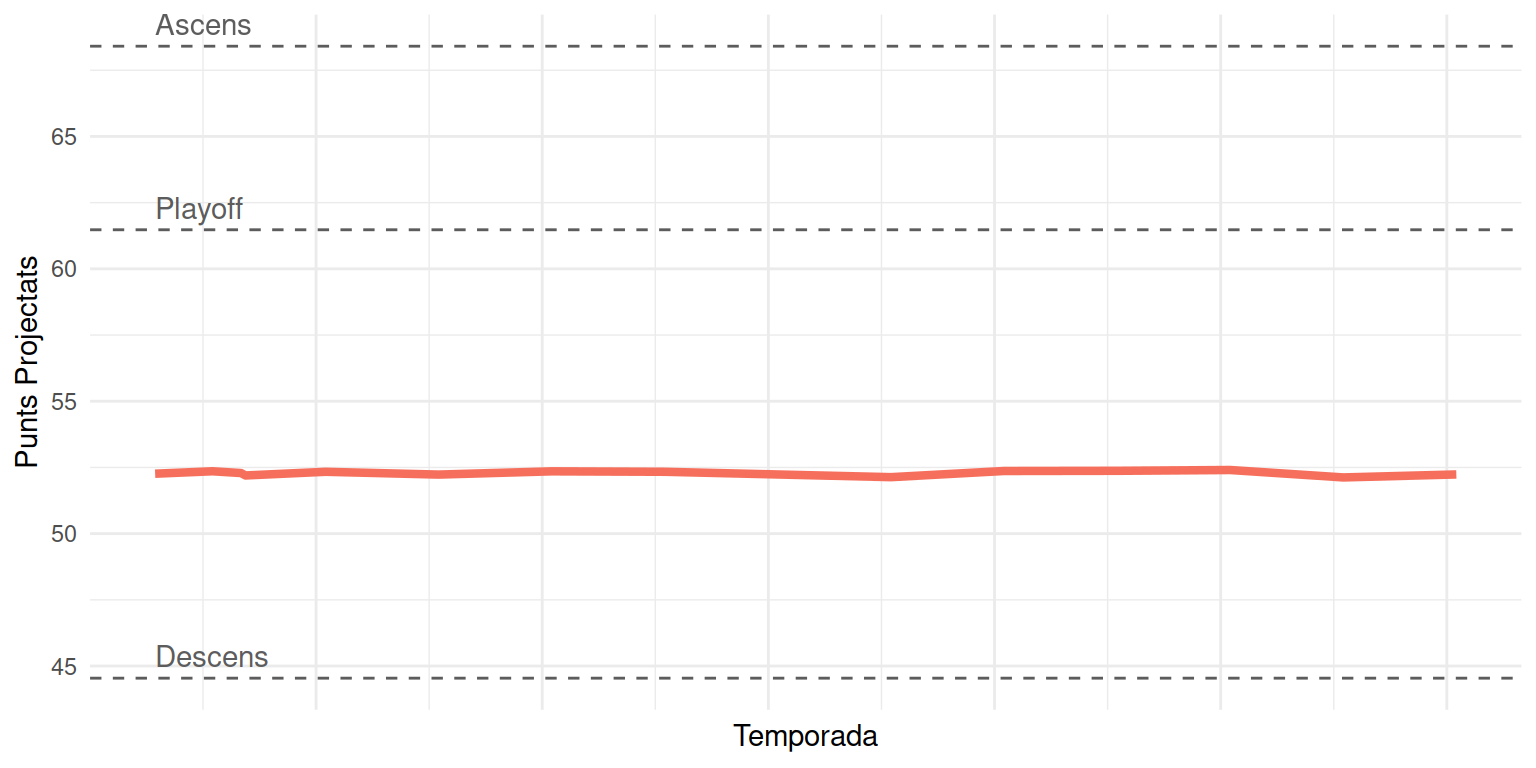 Ascens
65
Playoff
60
Punts Projectats
55
50
Descens
45
Temporada